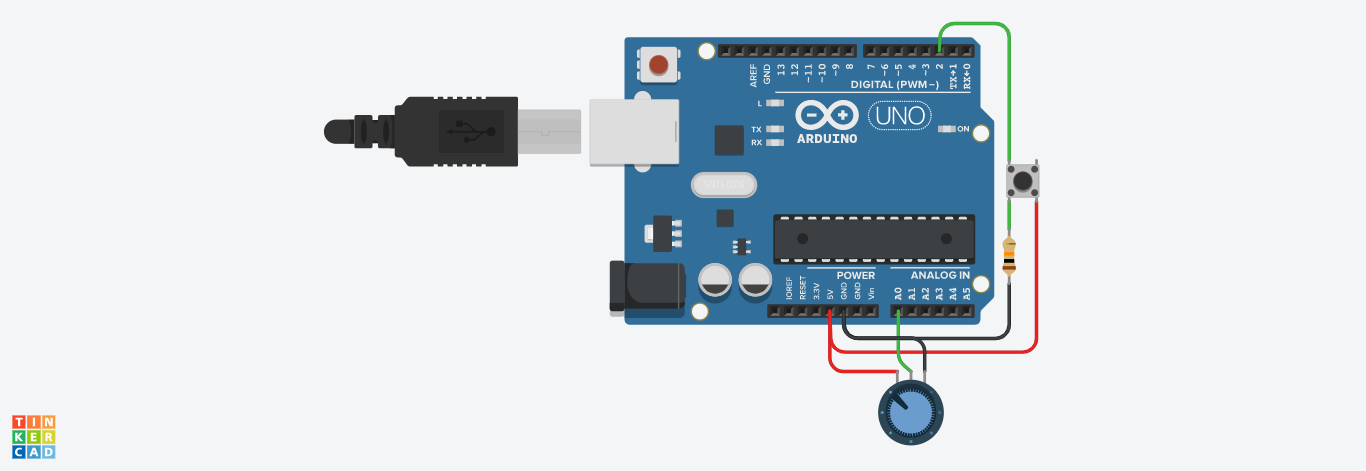 AREF
GND
13
12
~11
~10
~9
8
7
~6
~5
4
~3
2
TX→1
RX←0
DIGITAL (PWM~)
L
TX
RX
ARDUINO
UNO
ON
POWER
ANALOG IN
IOREF
RESET
3.3V
5V
GND
GND
Vin
A0
A1
A2
A3
A4
A5
TIN
KER
CAD